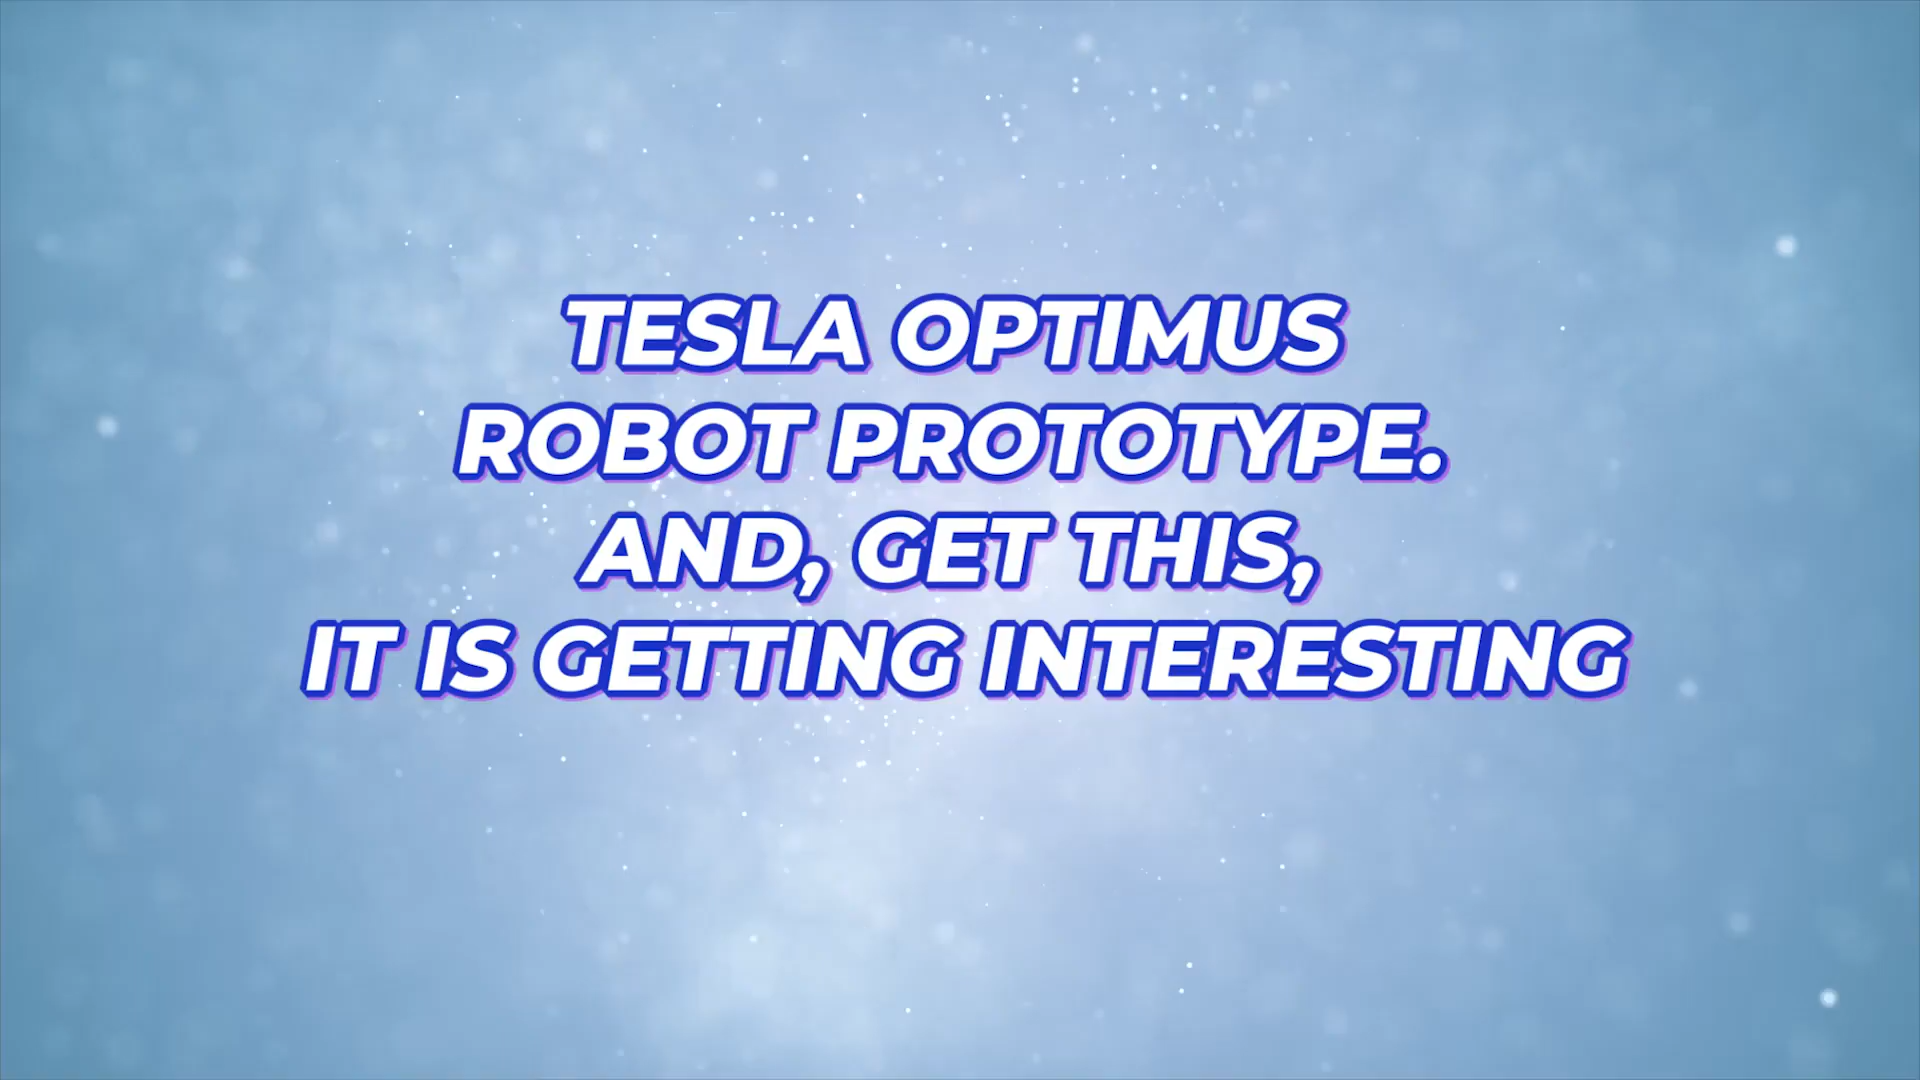 TESLA OPTIMUS
ROBOT PROTOTYPE.
AND, GET THIS,
IT IS GETTING INTERESTING